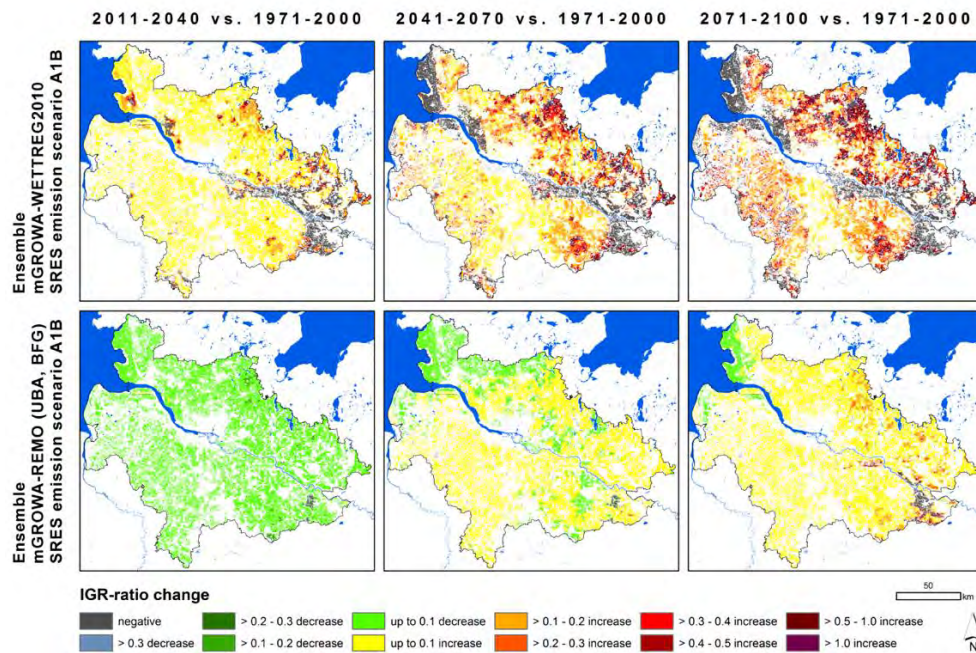 2011-2040 vs. 1971-2000
2041-2070 vs. 1971-2000
2071-2100 vs. 1971-2000
Ensemble
mGROWA-WETTREG2010
SRES emission scenario A1B
Ensemble
mGROWA-REMO (UBA, BFG)
SRES emission scenario A1B
50
km
IGR-ratio change
negative
> 0.2 - 0.3 decrease
up to 0.1 decrease
> 0.1 - 0.2 increase
> 0.3 - 0.4 increase
> 0.5 - 1.0 increase
> 0.3 decrease
> 0.1 - 0.2 decrease
up to 0.1 increase
> 0.2 - 0.3 increase
> 0.4 - 0.5 increase
> 1.0 increase
N